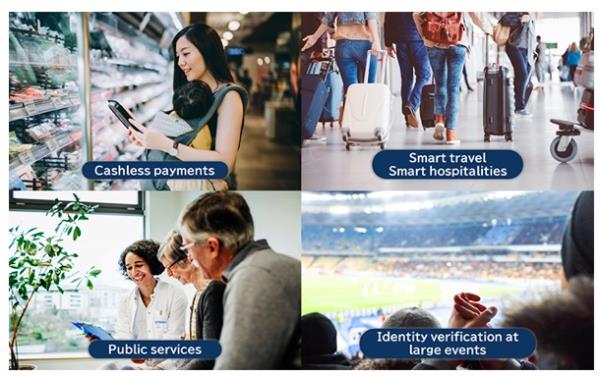 Cashless payments
Smart travel
Smart hospitalities
Public services
Identity verification at
large events